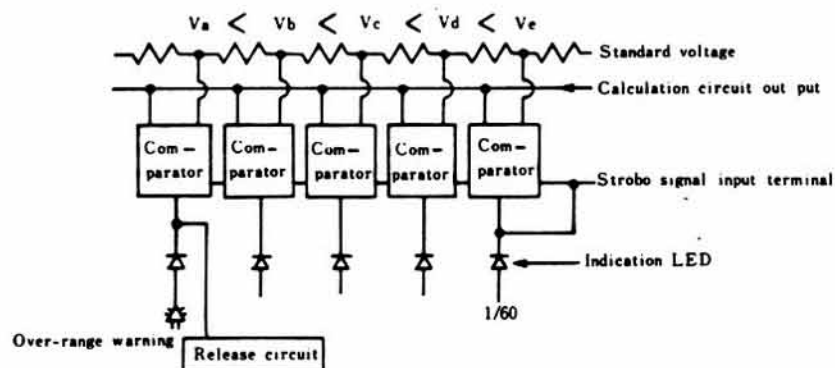 Va < Vb < Vc < Vd < Ve
Standard voltage
Calculation circuit out put
Com–
parator
Com–
parator
Com–
parator
Com–
parator
Com–
parator
Strobo signal input terminal
Indication LED
1/60
Over-range warning
Release circuit